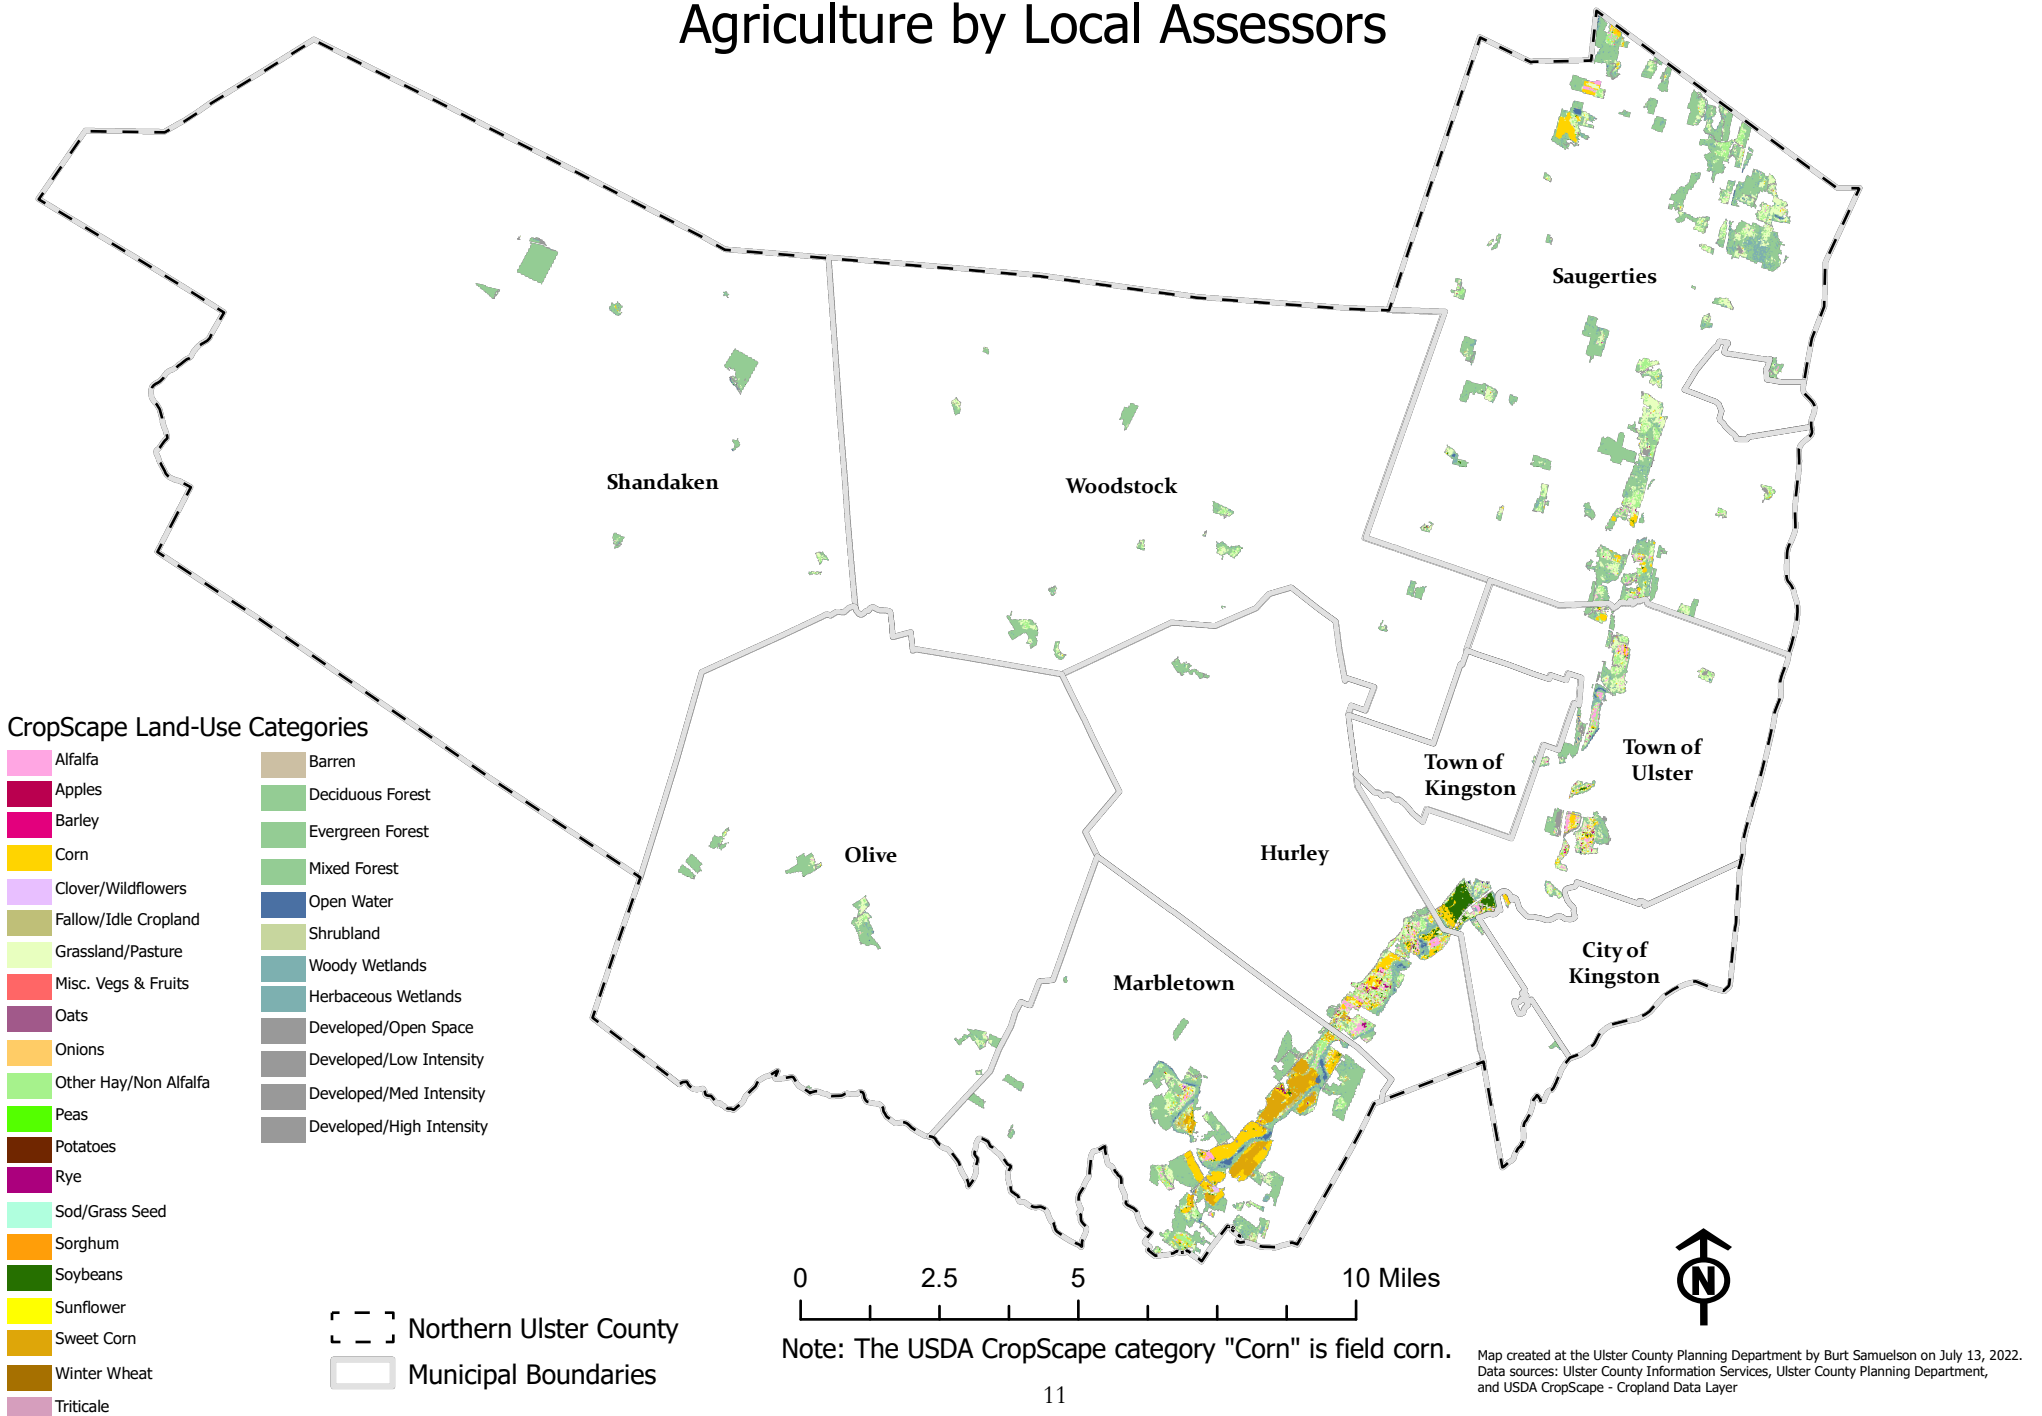 Agriculture by Local Assessors
Saugerties
Shandaken
Woodstock
Town of
Ulster
Town of
Kingston
Olive
Hurley
City of
Kingston
Marbletown
CropScape Land-Use Categories
Alfalfa
Apples
Barley
Corn
Clover/Wildflowers
Fallow/Idle Cropland
Grassland/Pasture
Misc. Vegs & Fruits
Oats
Onions
Other Hay/Non Alfalfa
Peas
Potatoes
Rye
Sod/Grass Seed
Sorghum
Soybeans
Sunflower
Sweet Corn
Winter Wheat
Triticale
Barren
Deciduous Forest
Evergreen Forest
Mixed Forest
Open Water
Shrubland
Woody Wetlands
Herbaceous Wetlands
Developed/Open Space
Developed/Low Intensity
Developed/Med Intensity
Developed/High Intensity
Northern Ulster County
Municipal Boundaries
0 2.5 5 10 Miles
Note: The USDA CropScape category "Corn" is field corn.
N
Map created at the Ulster County Planning Department by Burt Samuelson on July 13, 2022.
Data sources: Ulster County Information Services, Ulster County Planning Department,
and USDA CropScape - Cropland Data Layer
11